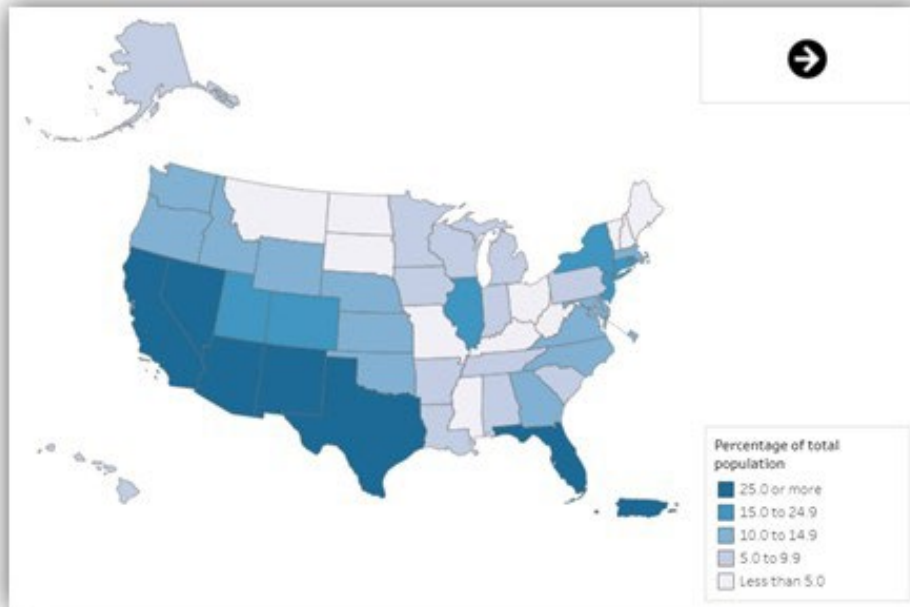 Percentage of total
population
25.0 or more
15.0 to 24.9
10.0 to 14.9
5.0 to 9.9
Less than 5.0